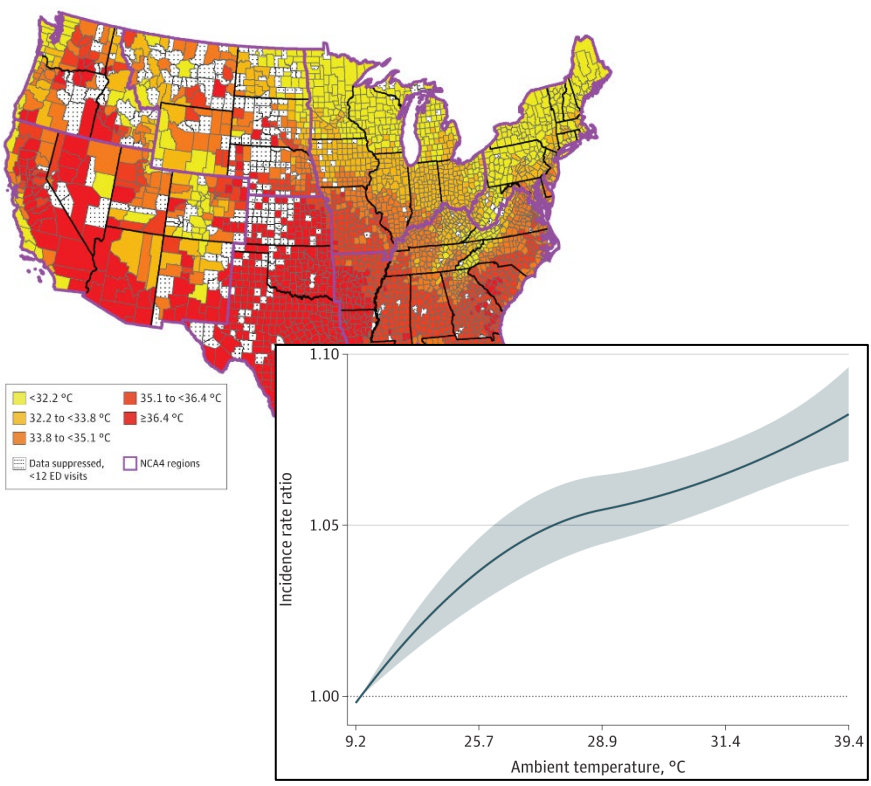 <32.2 °C
32.2 to <33.8 °C
33.8 to <35.1 °C
35.1 to <36.4 °C
≥36.4 °C
Data suppressed,
<12 ED visits
NCA4 regions
1.10
1.05
1.00
Incidence rate ratio
9.2 25.7 28.9 31.4 39.4
Ambient temperature, °C